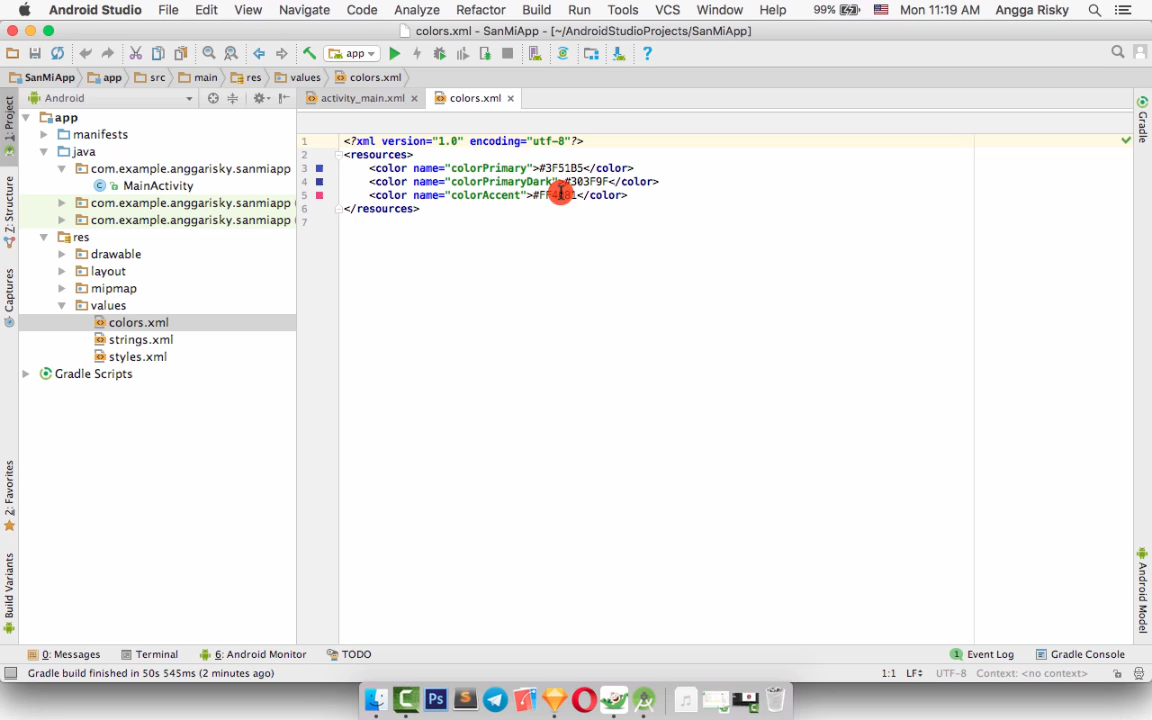 Android Studio File Edit View Navigate Code Analyze Refactor Build Run Tools VCS Window Help 99% Mon 11:19 AM Angga Risky
colors.xml - SanMiApp - [~/AndroidStudioProjects/SanMiApp]
app
SanMiApp app src main res values colors.xml
Android
activity_main.xml colors.xml
1: Project
Z: Structure
Captures
2: Favorites
Build Variants
app
manifests
java
com.example.anggarisky.sanmiapp
MainActivity
com.example.anggarisky.sanmiapp
com.example.anggarisky.sanmiapp
res
drawable
layout
mipmap
values
colors.xml
strings.xml
styles.xml
Gradle Scripts
1 <?xml version="1.0" encoding="utf-8"?>
2 <resources>
3 <color name="colorPrimary">#3F51B5</color>
4 <color name="colorPrimaryDark">#303F9F</color>
5 <color name="colorAccent">#FF4081</color>
6 </resources>
7
Gradle
Android Model
0: Messages Terminal 6: Android Monitor TODO 1 Event Log Gradle Console
Gradle build finished in 50s 545ms (2 minutes ago) 1:1 LF UTF-8 Context: <no context>
Ps